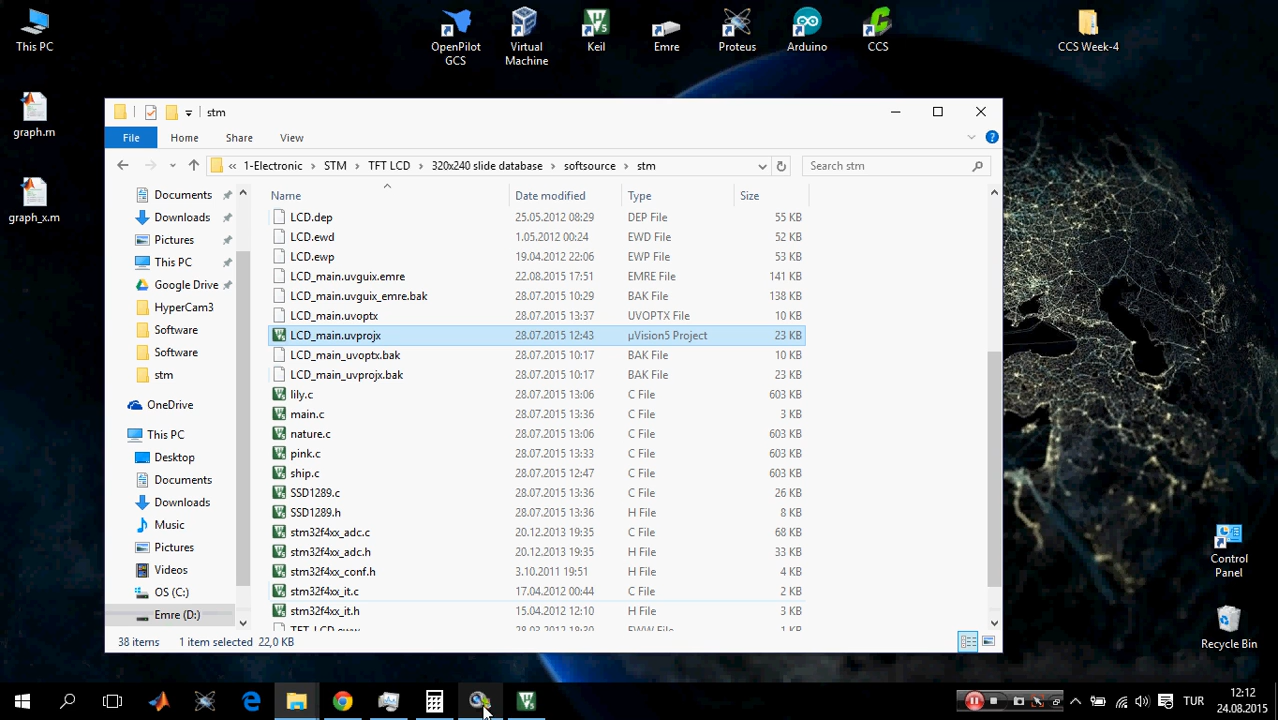 This PC
OpenPilot GCS
Virtual Machine
Keil
Emre
Proteus
Arduino
CCS
CCS Week-4
graph.m
graph_x.m
stm
File Home Share View
« 1-Electronic > STM > TFT LCD > 320x240 slide database > softsource > stm
Search stm
Name Date modified Type Size
Documents
Downloads
Pictures
This PC
Google Drive
HyperCam3
Software
Software
stm
OneDrive
This PC
Desktop
Documents
Downloads
Music
Pictures
Videos
OS (C:)
Emre (D:)
LCD.dep 25.05.2012 08:29 DEP File 55 KB
LCD.ewd 1.05.2012 00:24 EWD File 52 KB
LCD.ewp 19.04.2012 22:06 EWP File 53 KB
LCD_main.uvguix.emre 22.08.2015 17:51 EMRE File 141 KB
LCD_main.uvguix_emre.bak 28.07.2015 10:29 BAK File 138 KB
LCD_main.uvoptx 28.07.2015 13:37 UVOPTX File 10 KB
LCD_main.uvprojx 28.07.2015 12:43 µVision5 Project 23 KB
LCD_main_uvoptx.bak 28.07.2015 10:17 BAK File 10 KB
LCD_main_uvprojx.bak 28.07.2015 10:17 BAK File 23 KB
lily.c 28.07.2015 13:06 C File 603 KB
main.c 28.07.2015 13:36 C File 3 KB
nature.c 28.07.2015 13:06 C File 603 KB
pink.c 28.07.2015 13:33 C File 603 KB
ship.c 28.07.2015 12:47 C File 603 KB
SSD1289.c 28.07.2015 13:36 C File 26 KB
SSD1289.h 28.07.2015 13:36 H File 8 KB
stm32f4xx_adc.c 20.12.2013 19:35 C File 68 KB
stm32f4xx_adc.h 20.12.2013 19:35 H File 33 KB
stm32f4xx_conf.h 3.10.2011 19:51 H File 4 KB
stm32f4xx_it.c 17.04.2012 00:44 C File 2 KB
stm32f4xx_it.h 15.04.2012 12:10 H File 3 KB
38 items 1 item selected 22,0 KB
Control Panel
Recycle Bin
TUR
12:12
24.08.2015